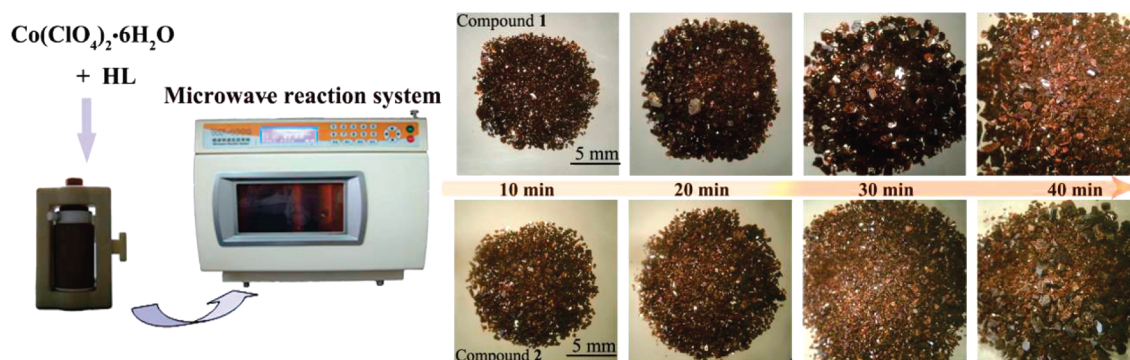 Co(ClO₄)₂·6H₂O
+ HL
Microwave reaction system
Compound 1
5 mm
10 min
20 min
30 min
40 min
5 mm
Compound 2